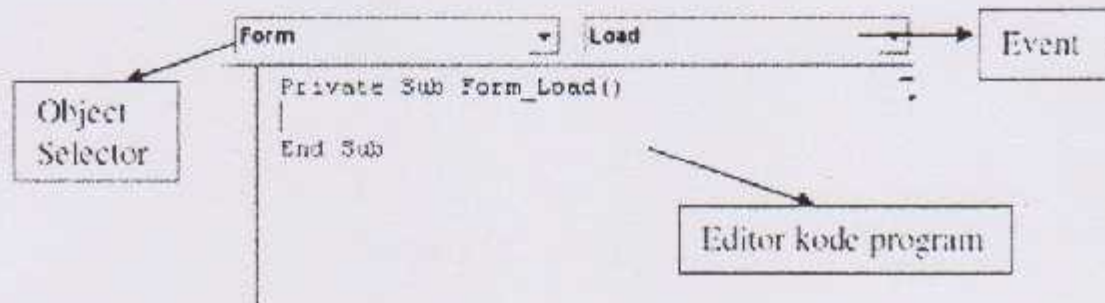 Form Load
Event
Private Sub Form_Load()
Object
Selector
End Sub
Editor kode program